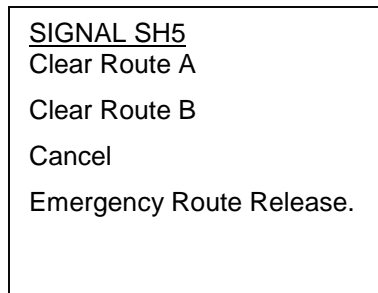 SIGNAL SH5
Clear Route A
Clear Route B
Cancel
Emergency Route Release.